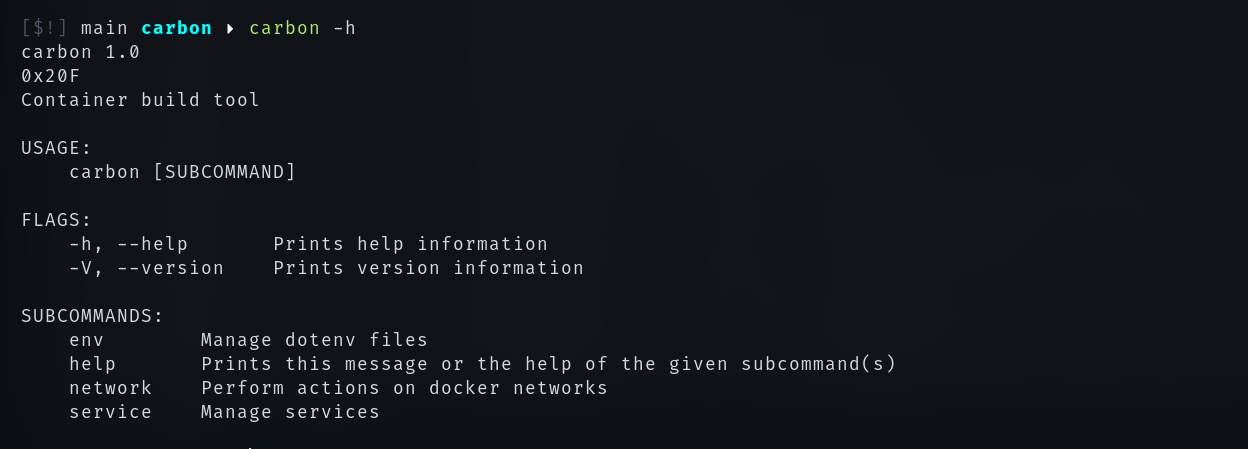 [$!] main carbon ▸ carbon -h
carbon 1.0
0x20F
Container build tool

USAGE:
    carbon [SUBCOMMAND]

FLAGS:
    -h, --help       Prints help information
    -V, --version    Prints version information

SUBCOMMANDS:
    env        Manage dotenv files
    help       Prints this message or the help of the given subcommand(s)
    network    Perform actions on docker networks
    service    Manage services